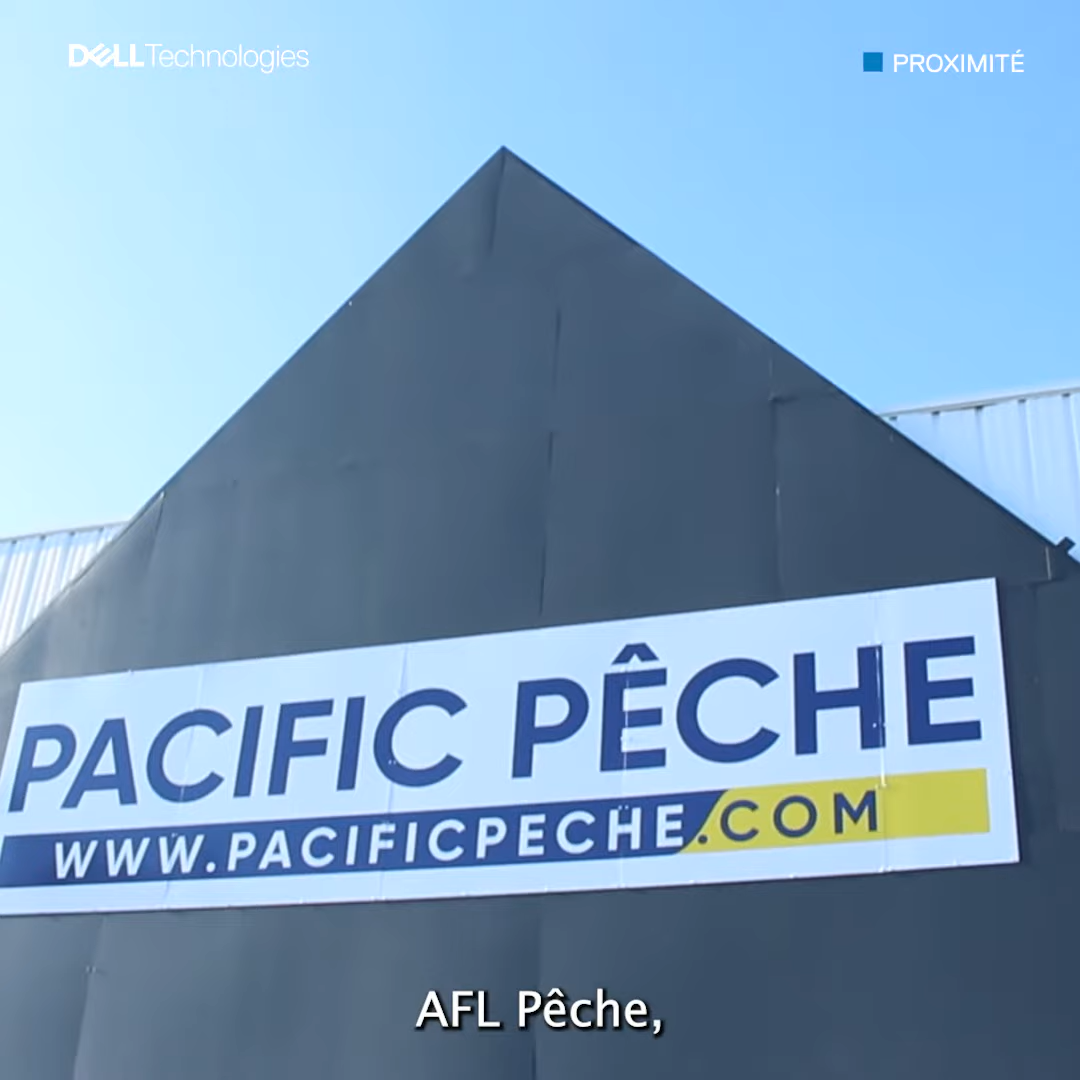 DELL Technologies
PROXIMITÉ
PACIFIC PÊCHE
WWW.PACIFICPECHE.COM
AFL Pêche,